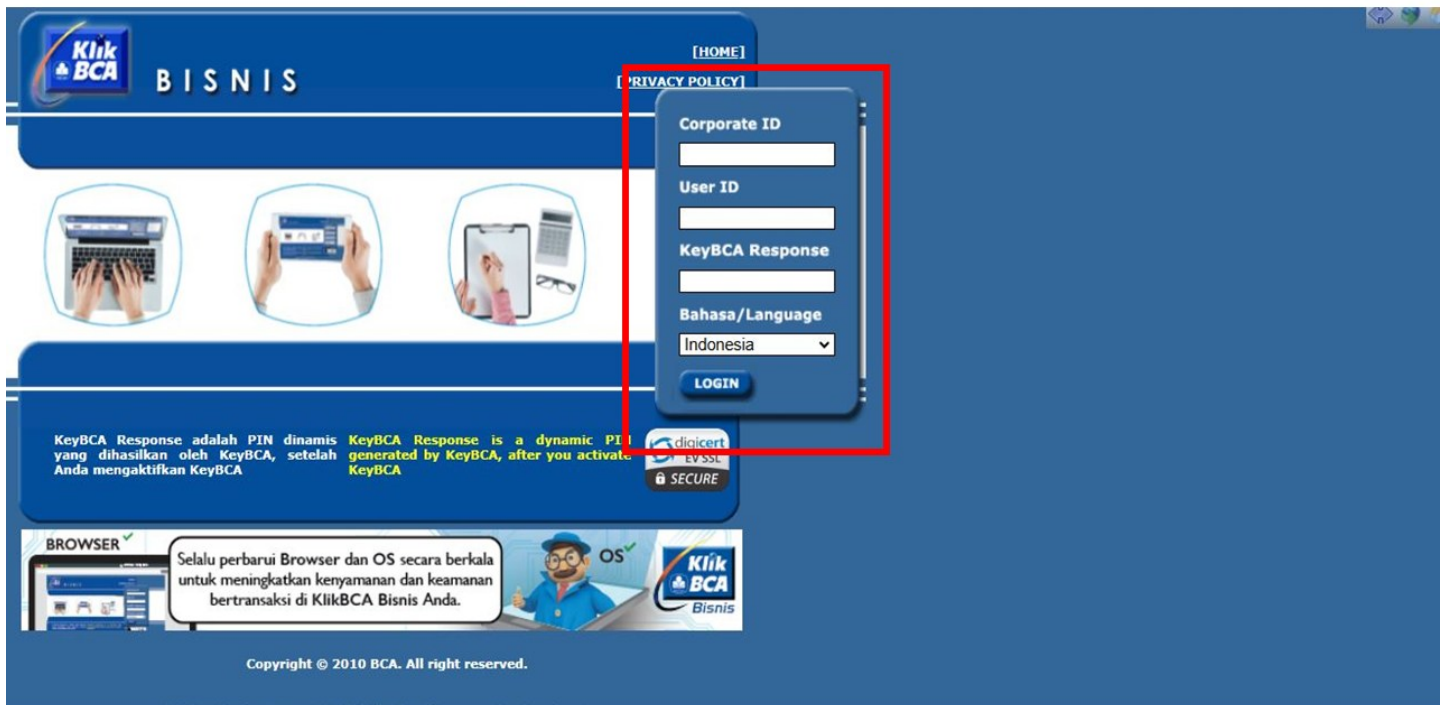 Klik
BCA
BISNIS
[HOME]
[PRIVACY POLICY]
Corporate ID
User ID
KeyBCA Response
Bahasa/Language
Indonesia
LOGIN
KeyBCA Response adalah PIN dinamis
yang dihasilkan oleh KeyBCA, setelah
Anda mengaktifkan KeyBCA
KeyBCA Response is a dynamic PIN
generated by KeyBCA, after you activate
KeyBCA
digicert
EV SSL
SECURE
BROWSER
Selalu perbarui Browser dan OS secara berkala
untuk meningkatkan kenyamanan dan keamanan
bertransaksi di KlikBCA Bisnis Anda.
OS
Klik
BCA
Bisnis
Copyright © 2010 BCA. All right reserved.